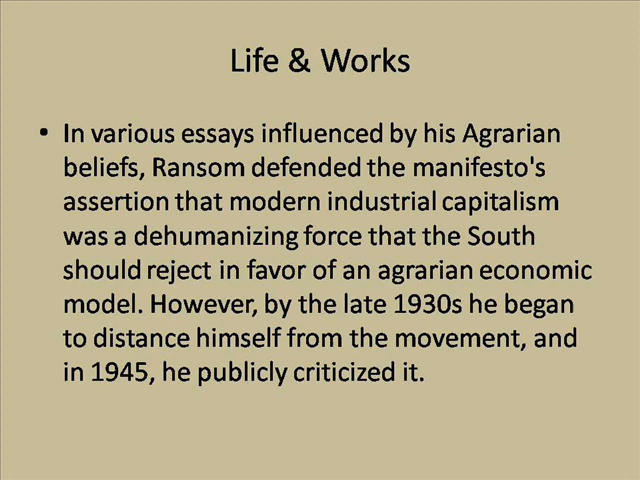 Life & Works
• In various essays influenced by his Agrarian
beliefs, Ransom defended the manifesto's
assertion that modern industrial capitalism
was a dehumanizing force that the South
should reject in favor of an agrarian economic
model. However, by the late 1930s he began
to distance himself from the movement, and
in 1945, he publicly criticized it.